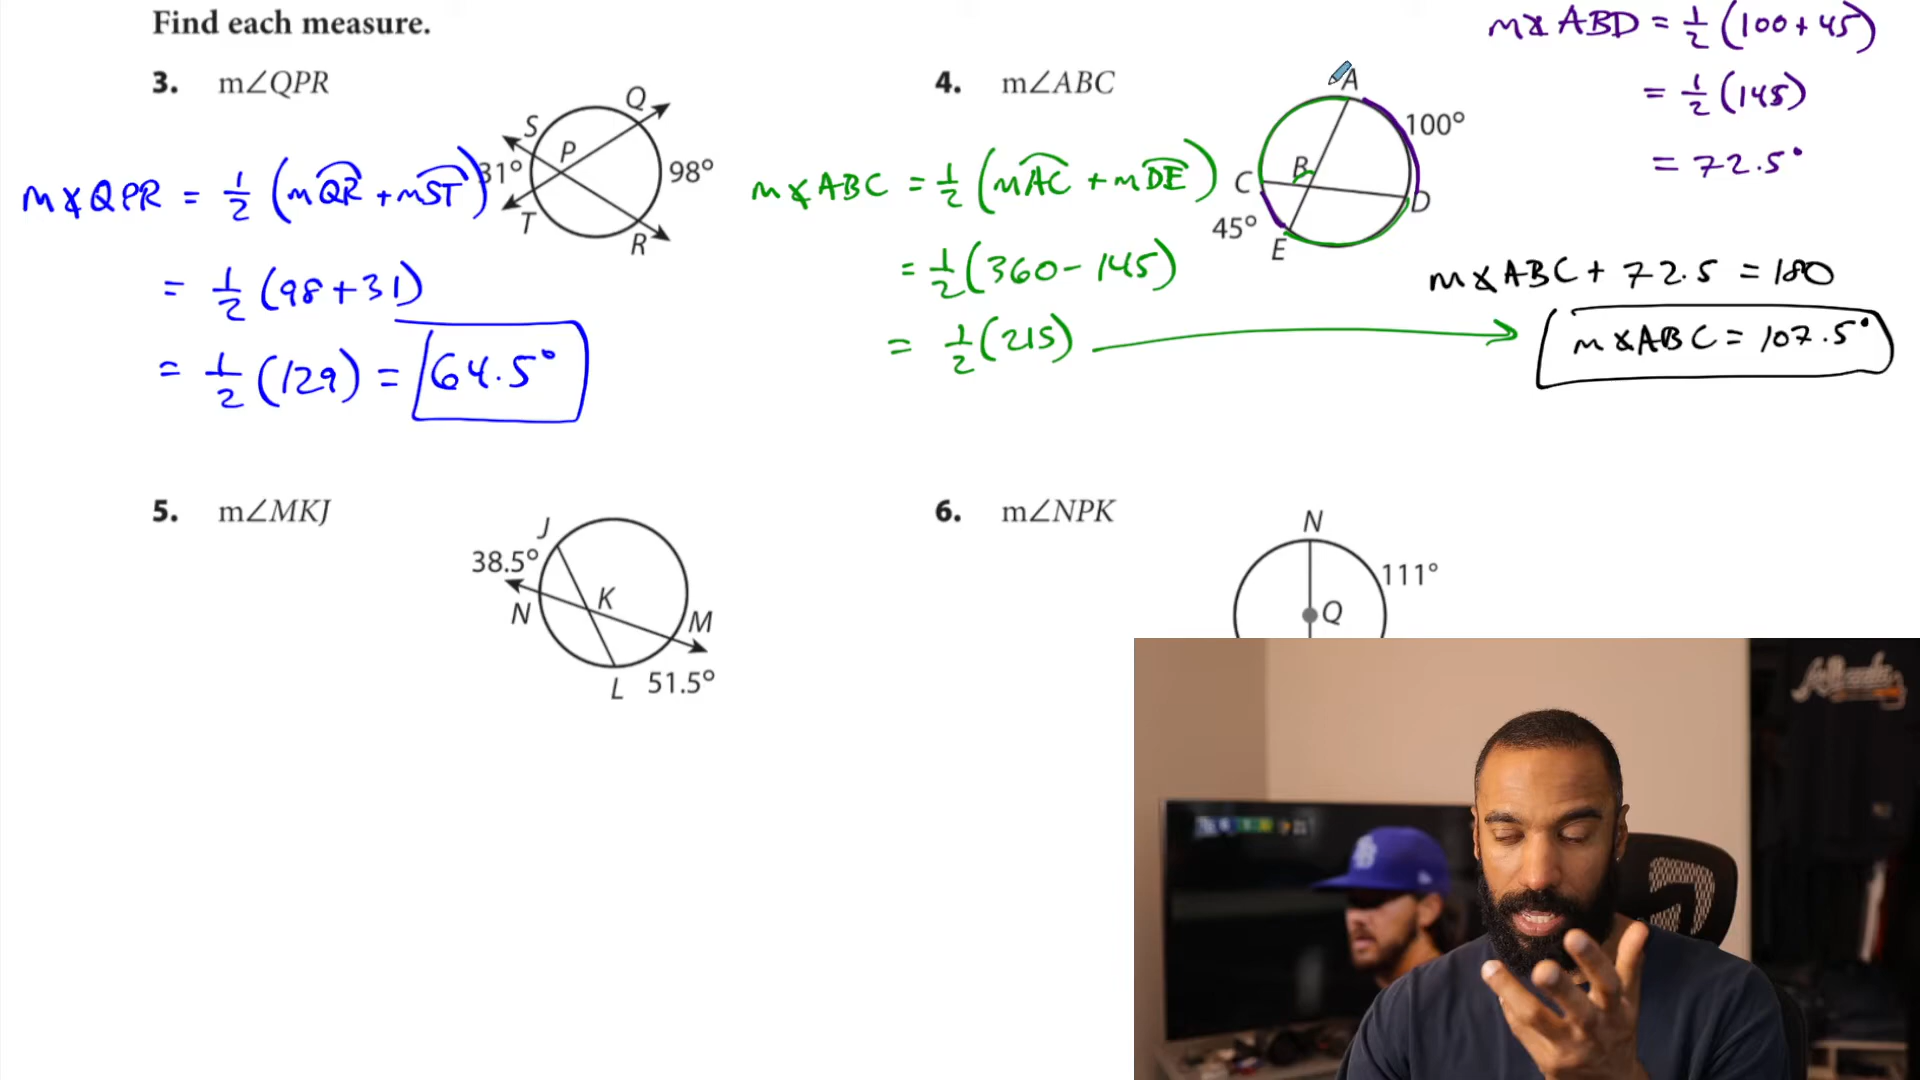 Find each measure.
3. m∠QPR
Q
S
P
31°
98°
T
R
m∡QPR = 1/2 (mQR + mST)
= 1/2 (98+31)
= 1/2 (129) = 64.5°
4. m∠ABC
A
100°
B
C
D
45°
E
m∡ABC = 1/2 (mAC + mDE)
= 1/2 (360 - 145)
= 1/2 (215)
m∡ABD = 1/2 (100+45)
= 1/2 (145)
= 72.5°
m∡ABC + 72.5 = 180
m∡ABC = 107.5°
5. m∠MKJ
J
38.5°
K
N
M
L 51.5°
6. m∠NPK
N
111°
Q